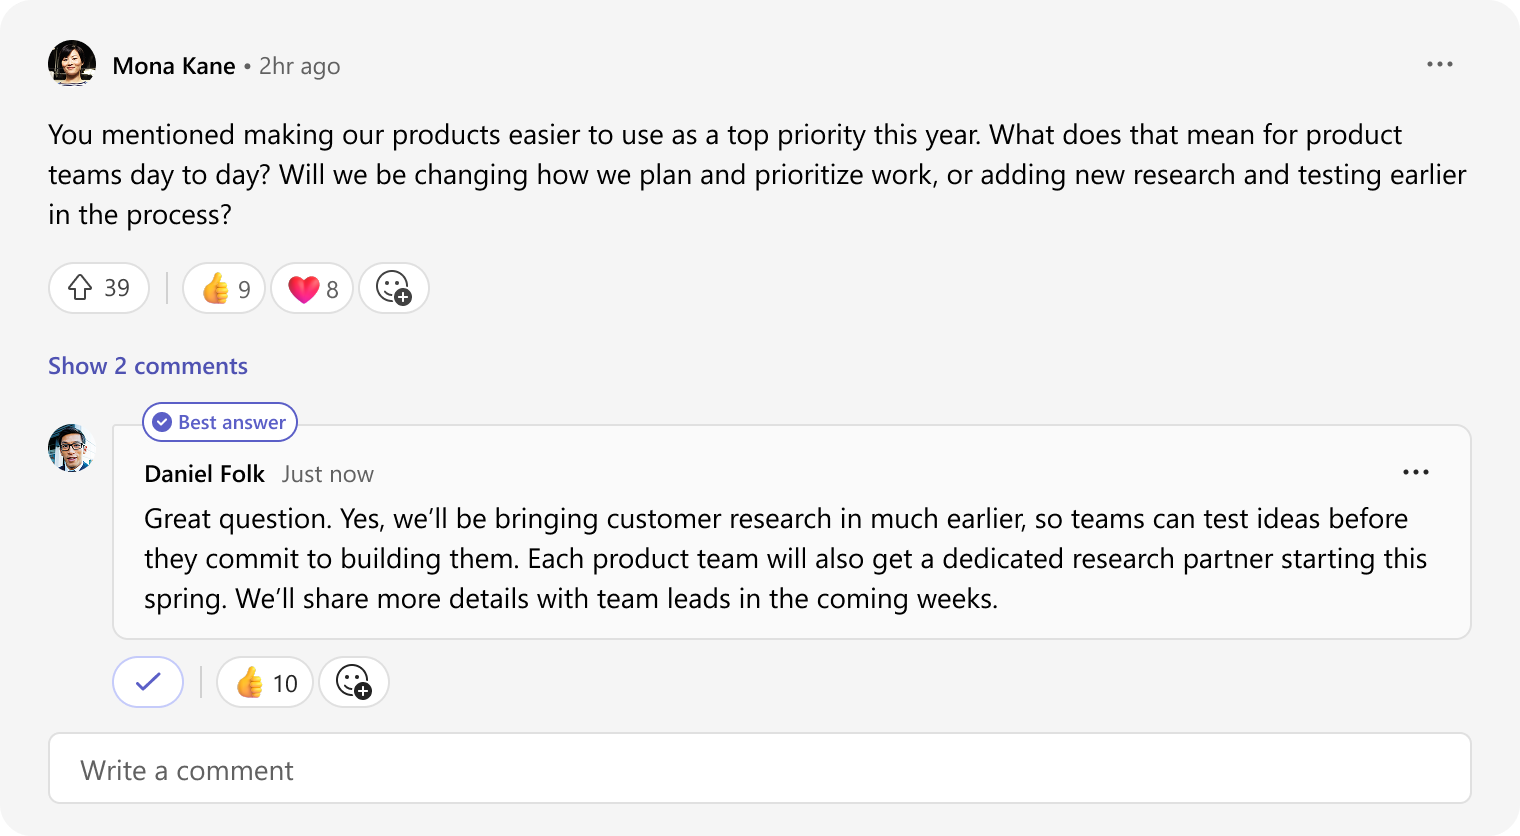 Mona Kane • 2hr ago
You mentioned making our products easier to use as a top priority this year. What does that mean for product
teams day to day? Will we be changing how we plan and prioritize work, or adding new research and testing earlier
in the process?
39 9 8
Show 2 comments
Best answer
Daniel Folk Just now
Great question. Yes, we’ll be bringing customer research in much earlier, so teams can test ideas before
they commit to building them. Each product team will also get a dedicated research partner starting this
spring. We’ll share more details with team leads in the coming weeks.
10
Write a comment